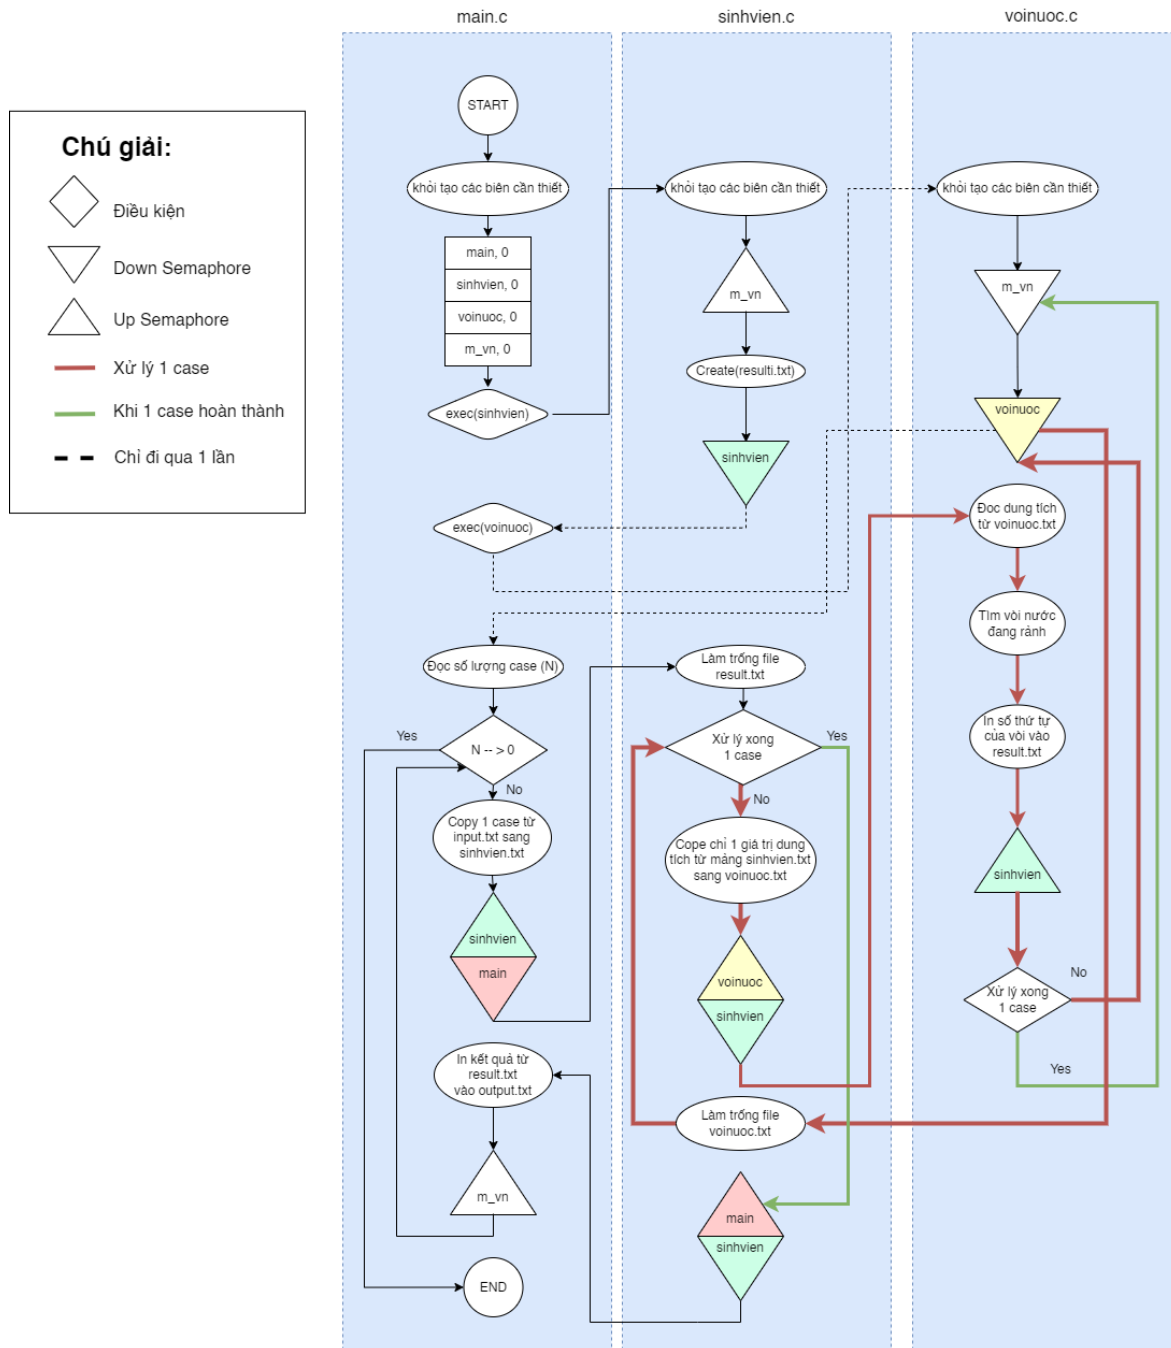 main.c
sinhvien.c
voinuoc.c
Chú giải:
Điều kiện
Down Semaphore
Up Semaphore
Xử lý 1 case
Khi 1 case hoàn thành
Chỉ đi qua 1 lần
START
khỏi tạo các biên cần thiết
main, 0
sinhvien, 0
voinuoc, 0
m_vn, 0
exec(sinhvien)
exec(voinuoc)
Đọc số lượng case (N)
Yes
N -- > 0
No
Copy 1 case từ
input.txt sang
sinhvien.txt
sinhvien
main
In kết quả từ
result.txt
vào output.txt
m_vn
END
khỏi tạo các biên cần thiết
m_vn
Create(resulti.txt)
sinhvien
Làm trống file
result.txt
Xử lý xong
1 case
Yes
No
Cope chỉ 1 giá trị dung
tích từ mảng sinhvien.txt
sang voinuoc.txt
voinuoc
sinhvien
Làm trống file
voinuoc.txt
main
sinhvien
khỏi tạo các biên cần thiết
m_vn
voinuoc
Đoc dung tích
từ voinuoc.txt
Tìm vòi nước
đang rảnh
In số thứ tự
của vòi vào
result.txt
sinhvien
Xử lý xong
1 case
No
Yes